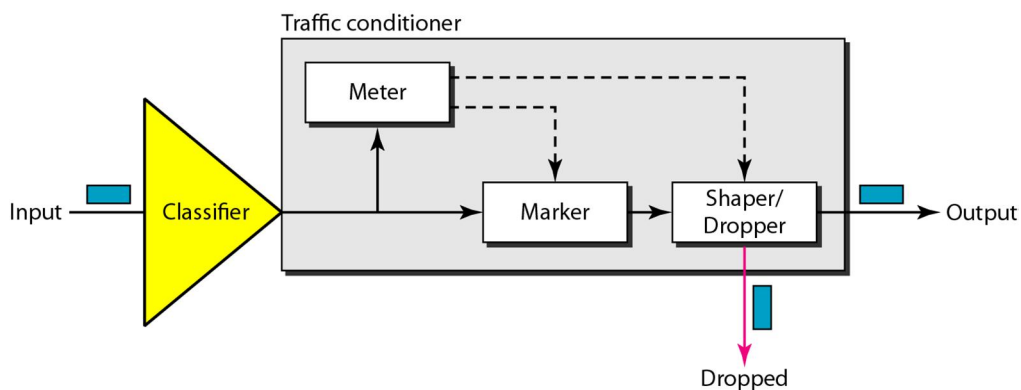 Traffic conditioner
Meter
Input
Classifier
Marker
Shaper/
Dropper
Output
Dropped